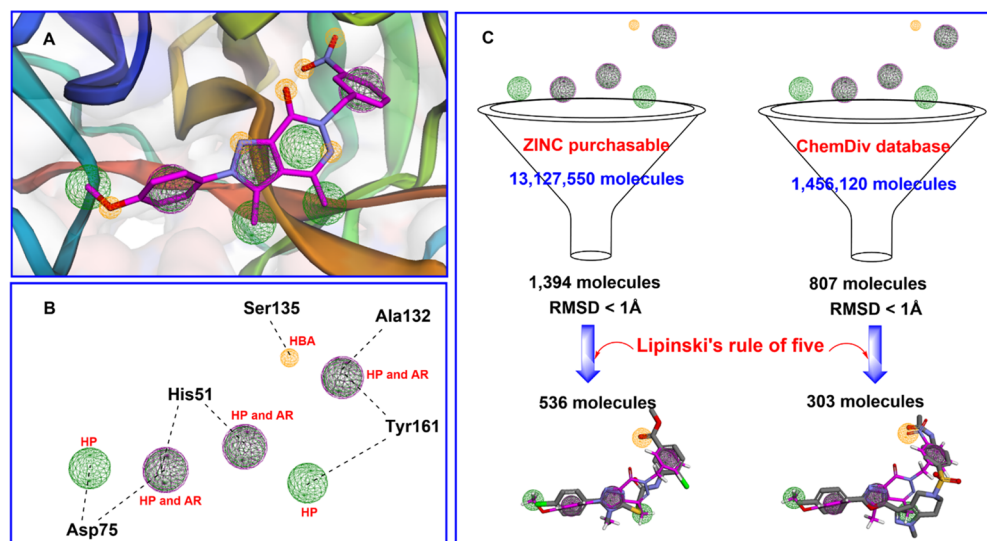 A
B
Ser135
Ala132
HBA
HP and AR
His51
HP and AR
Tyr161
HP
HP and AR
HP
Asp75
C
ZINC purchasable
13,127,550 molecules
ChemDiv database
1,456,120 molecules
1,394 molecules
RMSD < 1Å
807 molecules
RMSD < 1Å
Lipinski's rule of five
536 molecules
303 molecules